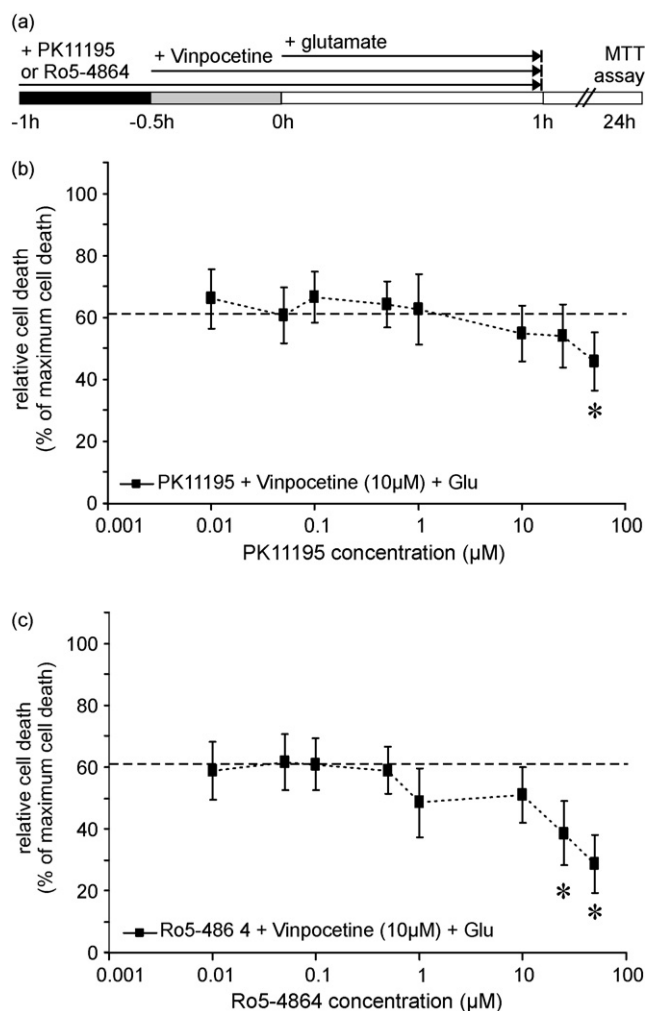 (a)
+ PK11195
or Ro5-4864
+ Vinpocetine
+ glutamate
MTT
assay
-1h -0.5h 0h 1h 24h
(b)
relative cell death
(% of maximum cell death)
100
80
60
40
20
0
*
PK11195 + Vinpocetine (10µM) + Glu
0.001 0.01 0.1 1 10 100
PK11195 concentration (µM)
(c)
relative cell death
(% of maximum cell death)
100
80
60
40
20
0
* *
Ro5-486 4 + Vinpocetine (10µM) + Glu
0.001 0.01 0.1 1 10 100
Ro5-4864 concentration (µM)